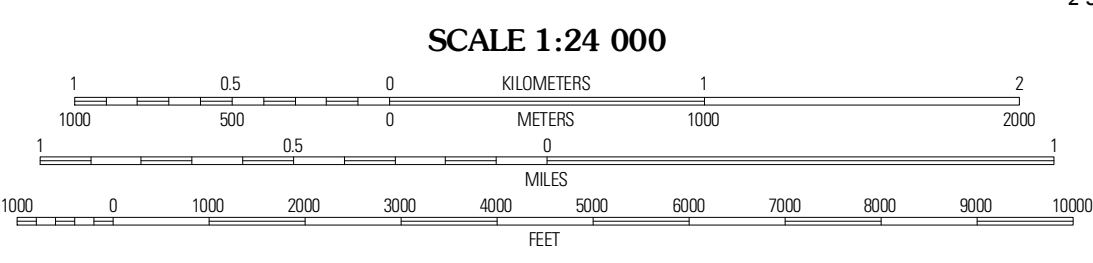 SCALE 1:24 000
1 0.5 0 KILOMETERS 1 2
1000 500 0 METERS 1000 2000
1 0.5 0 1
MILES
1000 0 1000 2000 3000 4000 5000 6000 7000 8000 9000 10000
FEET